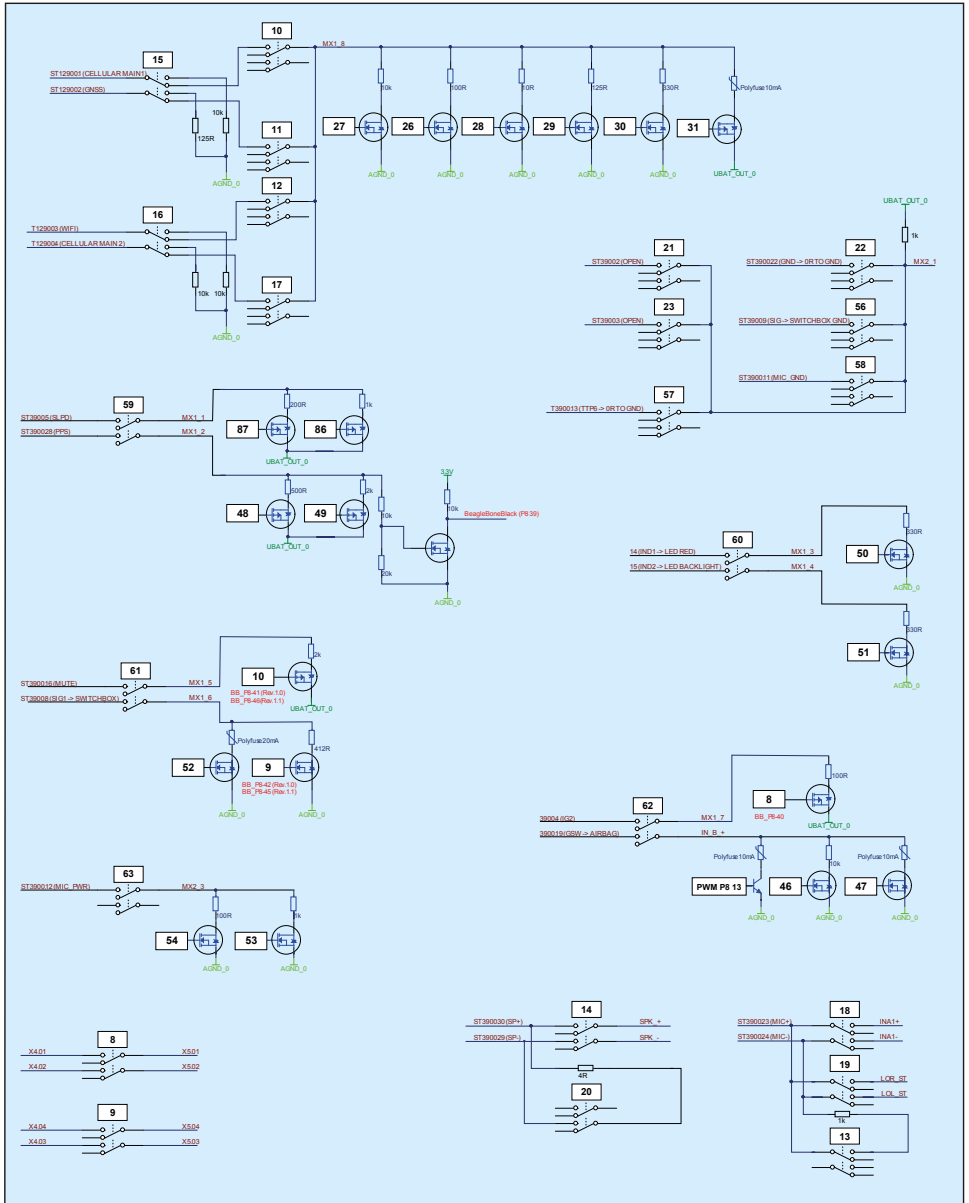 10
MX1_8
15
ST129001 (CELLULAR MAIN1)
ST129002 (GNSS)
10k
125R
AGND_0
11
10k
100R
10R
125R
330R
Polyfuse10mA
27
26
28
29
30
31
AGND_0
AGND_0
AGND_0
AGND_0
AGND_0
UBAT_OUT_0
12
16
T129003 (WIFI)
T129004 (CELLULAR MAIN 2)
10k
10k
AGND_0
17
UBAT_OUT_0
1k
21
ST39002 (OPEN)
22
ST390022 (GND -> 0R TO GND)
MX2_1
23
ST39003 (OPEN)
56
ST39009 (SIG -> SWITCHBOX GND)
58
ST390011 (MIC_GND)
57
T390013 (TTP6 -> 0R TO GND)
59
ST39005 (SLPD)
MX1_1
ST390028 (PPS)
MX1_2
200R
1k
87
86
UBAT_OUT_0
500R
2k
48
49
UBAT_OUT_0
10k
20k
3.3V
10k
BeagleBoneBlack (P8 39)
AGND_0
60
14 (IND1 -> LED RED)
MX1_3
15 (IND2 -> LED BACKLIGHT)
MX1_4
330R
50
AGND_0
330R
51
AGND_0
61
ST390016 (MUTE)
MX1_5
ST39008 (SIG1 -> SWITCHBOX)
MX1_6
2k
10
BB_P8-41 (Rev.1.0)
BB_P8-46 (Rev.1.1)
UBAT_OUT_0
Polyfuse20mA
412R
52
9
BB_P8-42 (Rev.1.0)
BB_P8-45 (Rev.1.1)
AGND_0
AGND_0
62
39004 (IG2)
MX1_7
390019 (GSW -> AIRBAG)
IN_B_+
100R
8
BB_P8-40
UBAT_OUT_0
Polyfuse10mA
10k
Polyfuse10mA
PWM P8 13
46
47
AGND_0
AGND_0
AGND_0
63
ST390012 (MIC_PWR)
MX2_3
100R
1k
54
53
AGND_0
AGND_0
8
X4.01
X5.01
X4.02
X5.02
9
X4.04
X5.04
X4.03
X5.03
14
ST390030 (SP+)
SPK_+
ST390029 (SP-)
SPK_-
4R
20
18
ST390023 (MIC+)
INA1+
ST390024 (MIC-)
INA1-
19
LOR_ST
LOL_ST
1k
13